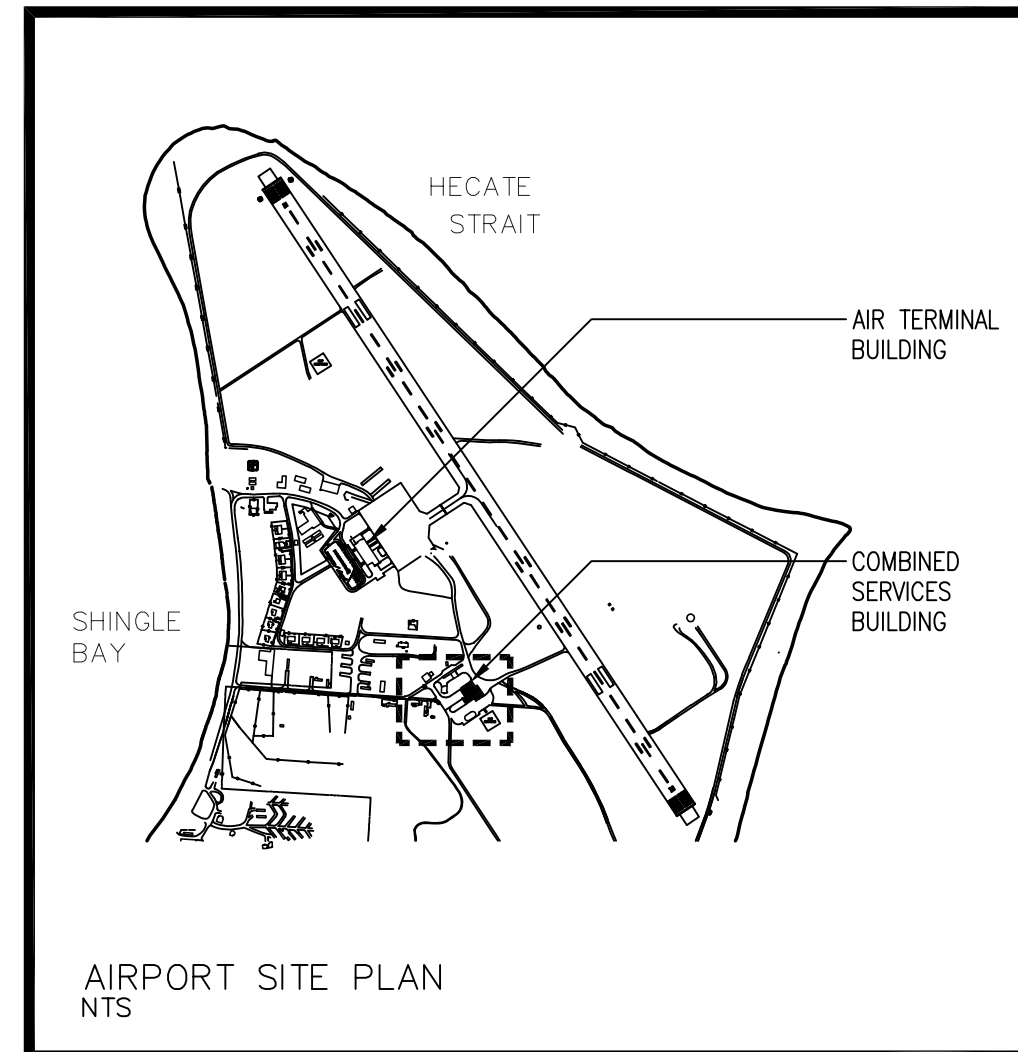 HECATE
STRAIT
AIR TERMINAL
BUILDING
COMBINED
SERVICES
BUILDING
SHINGLE
BAY
AIRPORT SITE PLAN
NTS